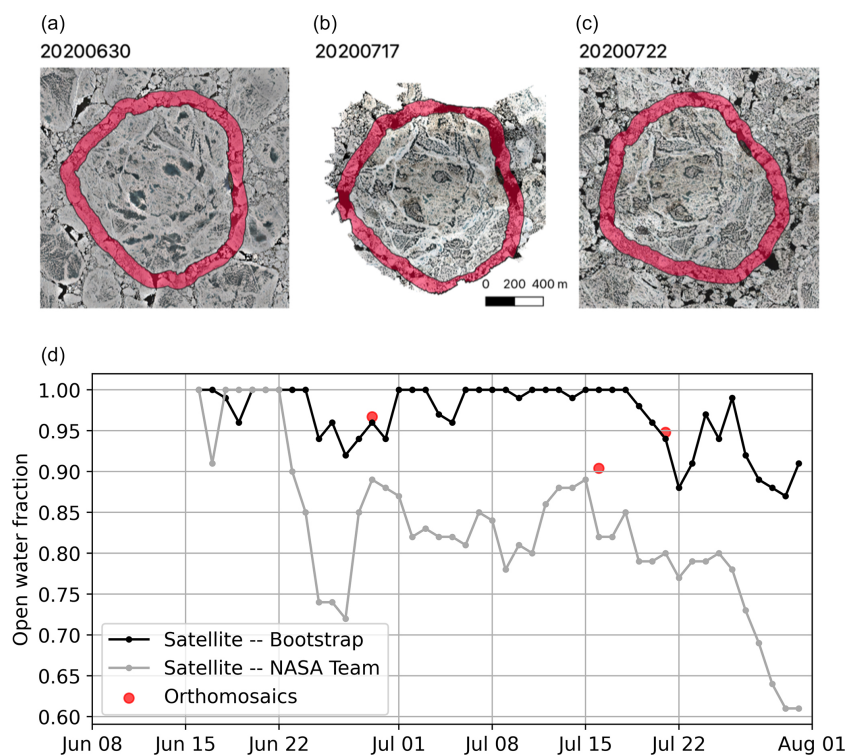 (a)
(b)
(c)
20200630
20200717
20200722
0 200 400 m
(d)
Open water fraction
1.00
0.95
0.90
0.85
0.80
0.75
0.70
0.65
0.60
Satellite -- Bootstrap
Satellite -- NASA Team
Orthomosaics
Jun 08 Jun 15 Jun 22 Jul 01 Jul 08 Jul 15 Jul 22 Aug 01